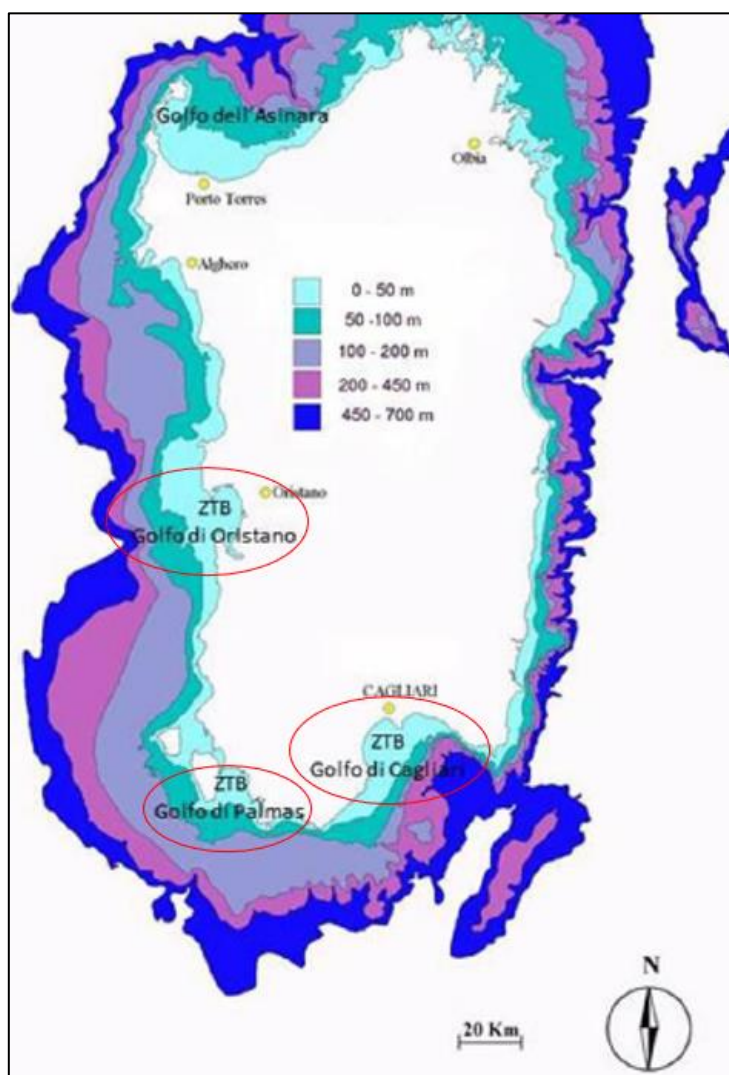 Golfo dell'Asinara
Olbia
Porto Torres
Alghero
0 - 50 m
50 -100 m
100 - 200 m
200 - 450 m
450 - 700 m
Oristano
ZTB
Golfo di Oristano
CAGLIARI
ZTB
Golfo di Cagliari
ZTB
Golfo di Palmas
N
20 Km